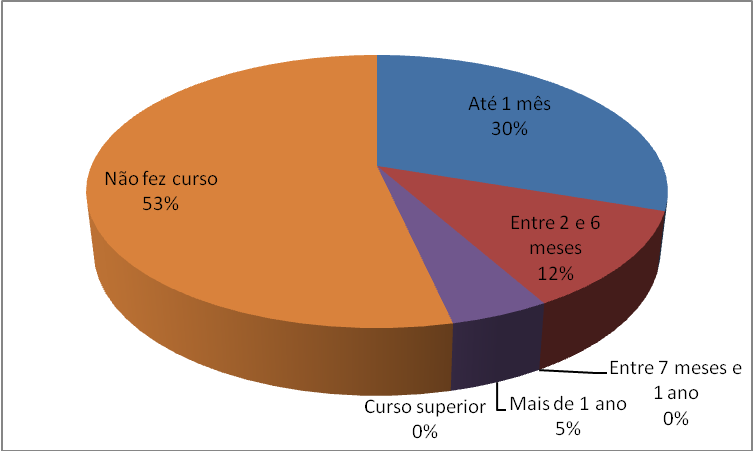 Até 1 mês
30%
Não fez curso
53%
Entre 2 e 6
meses
12%
Entre 7 meses e
1 ano
0%
Mais de 1 ano
5%
Curso superior
0%